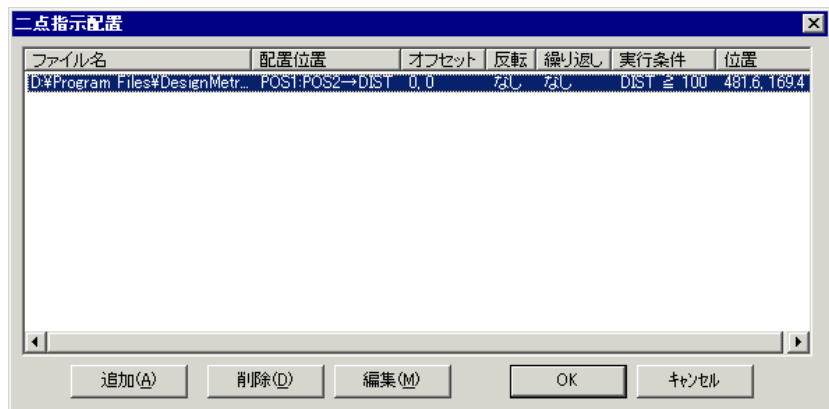 二点指示配置
ファイル名 配置位置 オフセット 反転 繰り返し 実行条件 位置
D:¥Program Files¥DesignMetr... POS1:POS2→DIST 0, 0 なし なし DIST ≧ 100 481.6, 169.4
追加(A) 削除(D) 編集(M) OK キャンセル